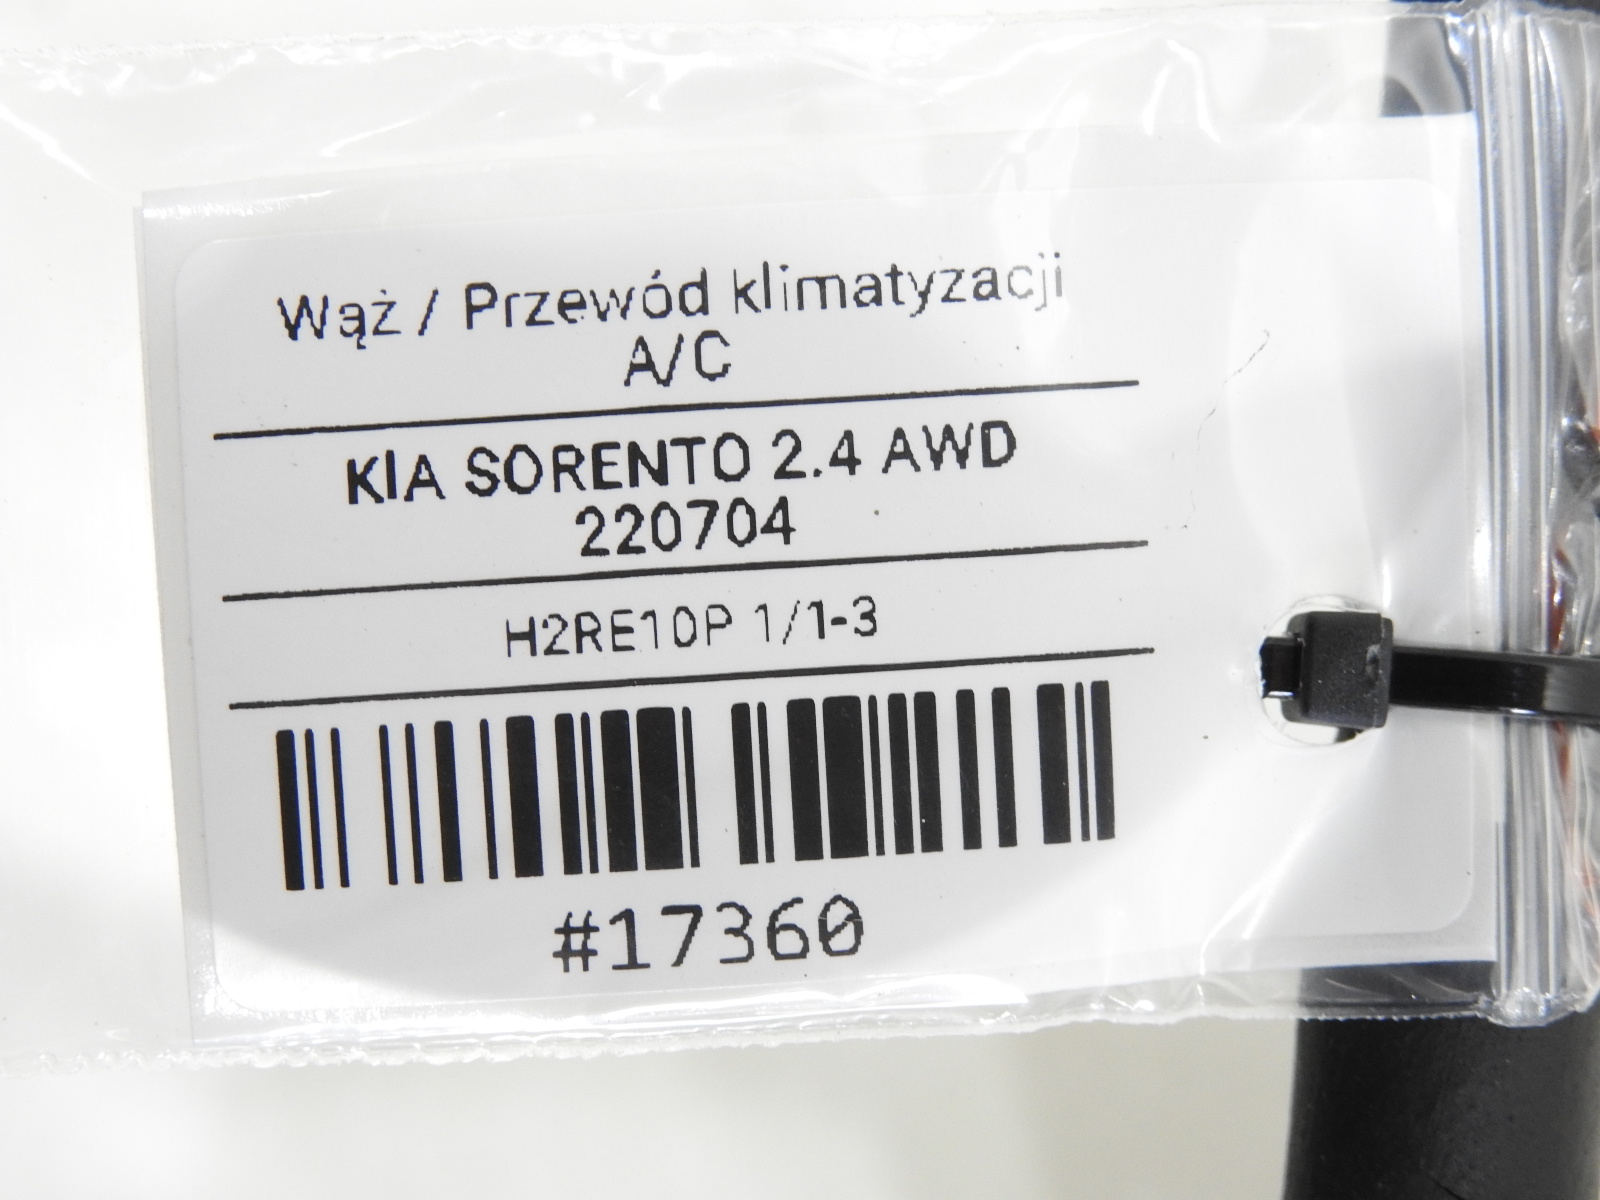 Wąż / Przewód klimatyzacji
A/C
KIA SORENTO 2.4 AWD
220704
H2RE10P 1/1-3
#17360